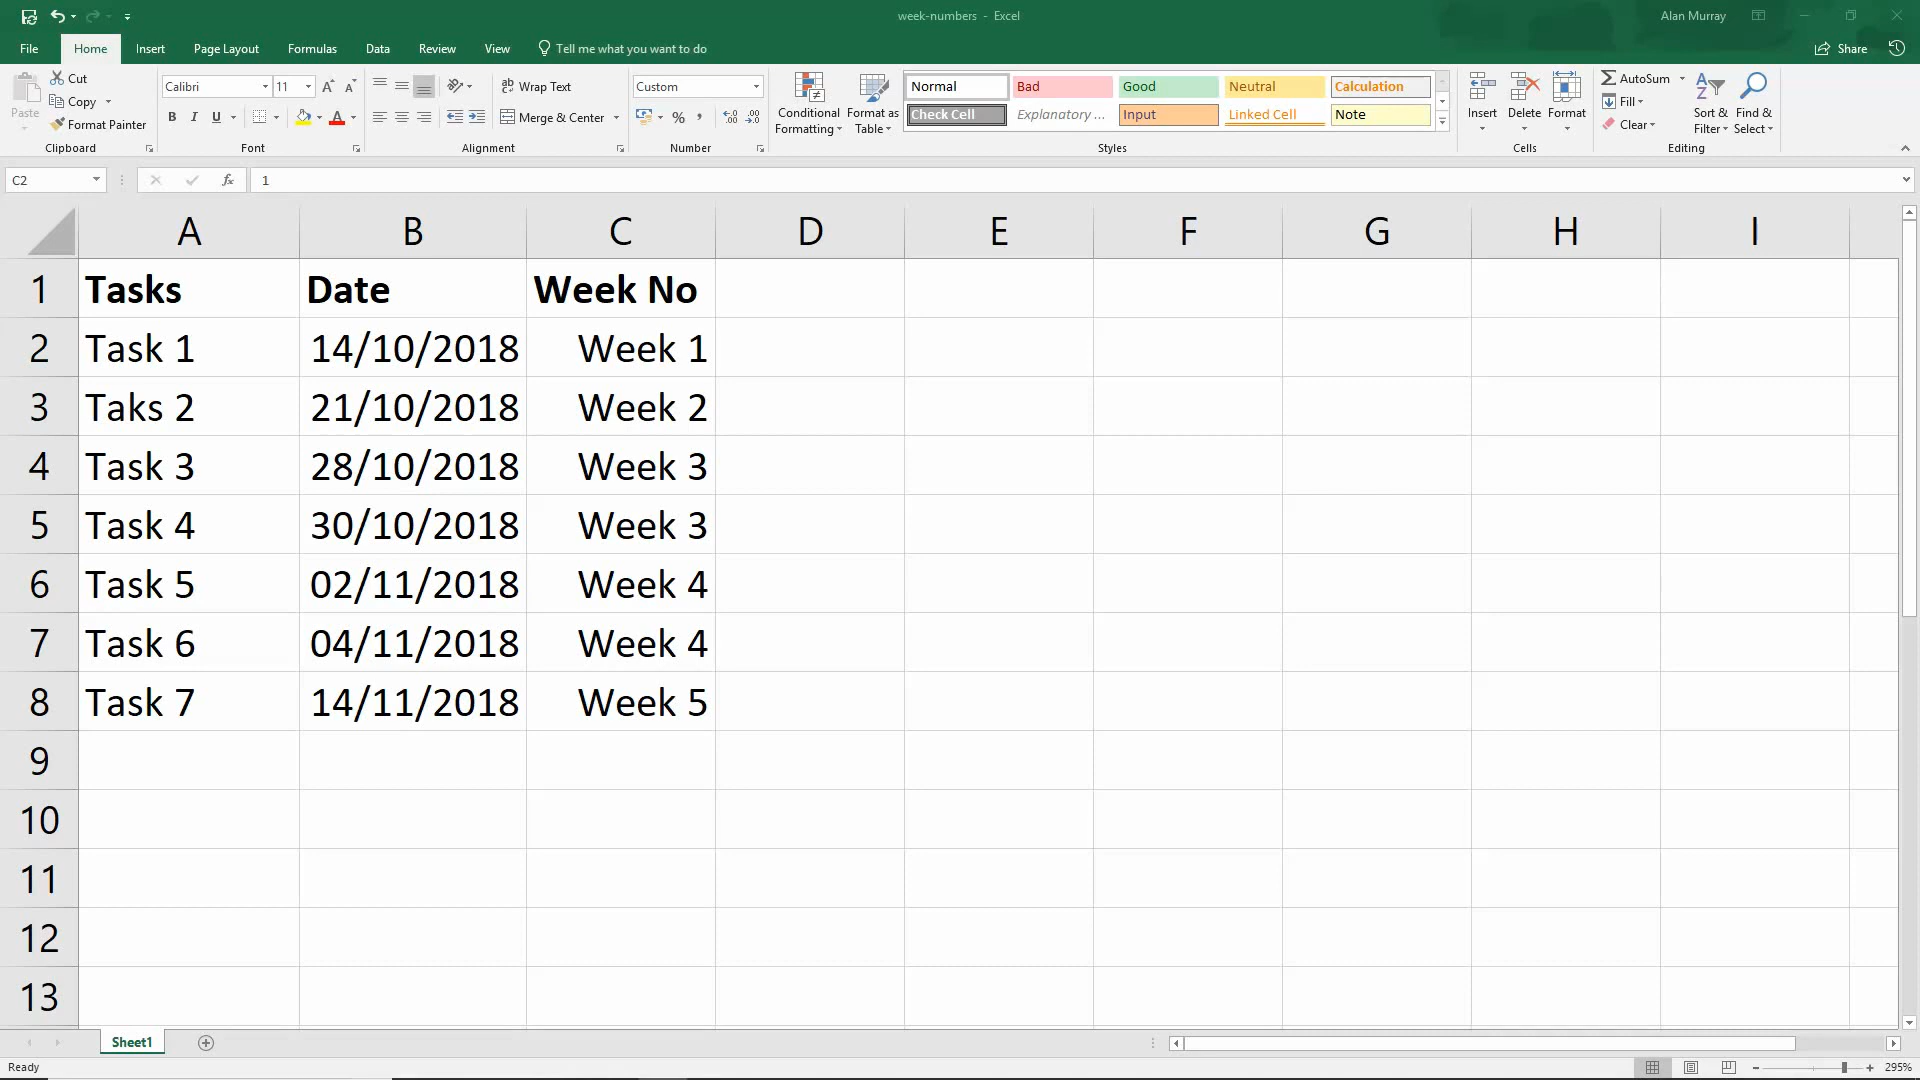 week-numbers - Excel
Alan Murray
File Home Insert Page Layout Formulas Data Review View Tell me what you want to do Share
Paste Cut Calibri 11 Wrap Text Custom Conditional Formatting Format as Table Normal Bad Good Neutral Calculation Insert Delete Format AutoSum Sort & Filter Find & Select
Copy Fill
Format Painter B I U Merge & Center % Check Cell Explanatory ... Input Linked Cell Note Clear
Clipboard Font Alignment Number Styles Cells Editing
C2 fx 1
A B C D E F G H I
1 Tasks Date Week No
2 Task 1 14/10/2018 Week 1
3 Taks 2 21/10/2018 Week 2
4 Task 3 28/10/2018 Week 3
5 Task 4 30/10/2018 Week 3
6 Task 5 02/11/2018 Week 4
7 Task 6 04/11/2018 Week 4
8 Task 7 14/11/2018 Week 5
9
10
11
12
13
Sheet1
Ready 295%